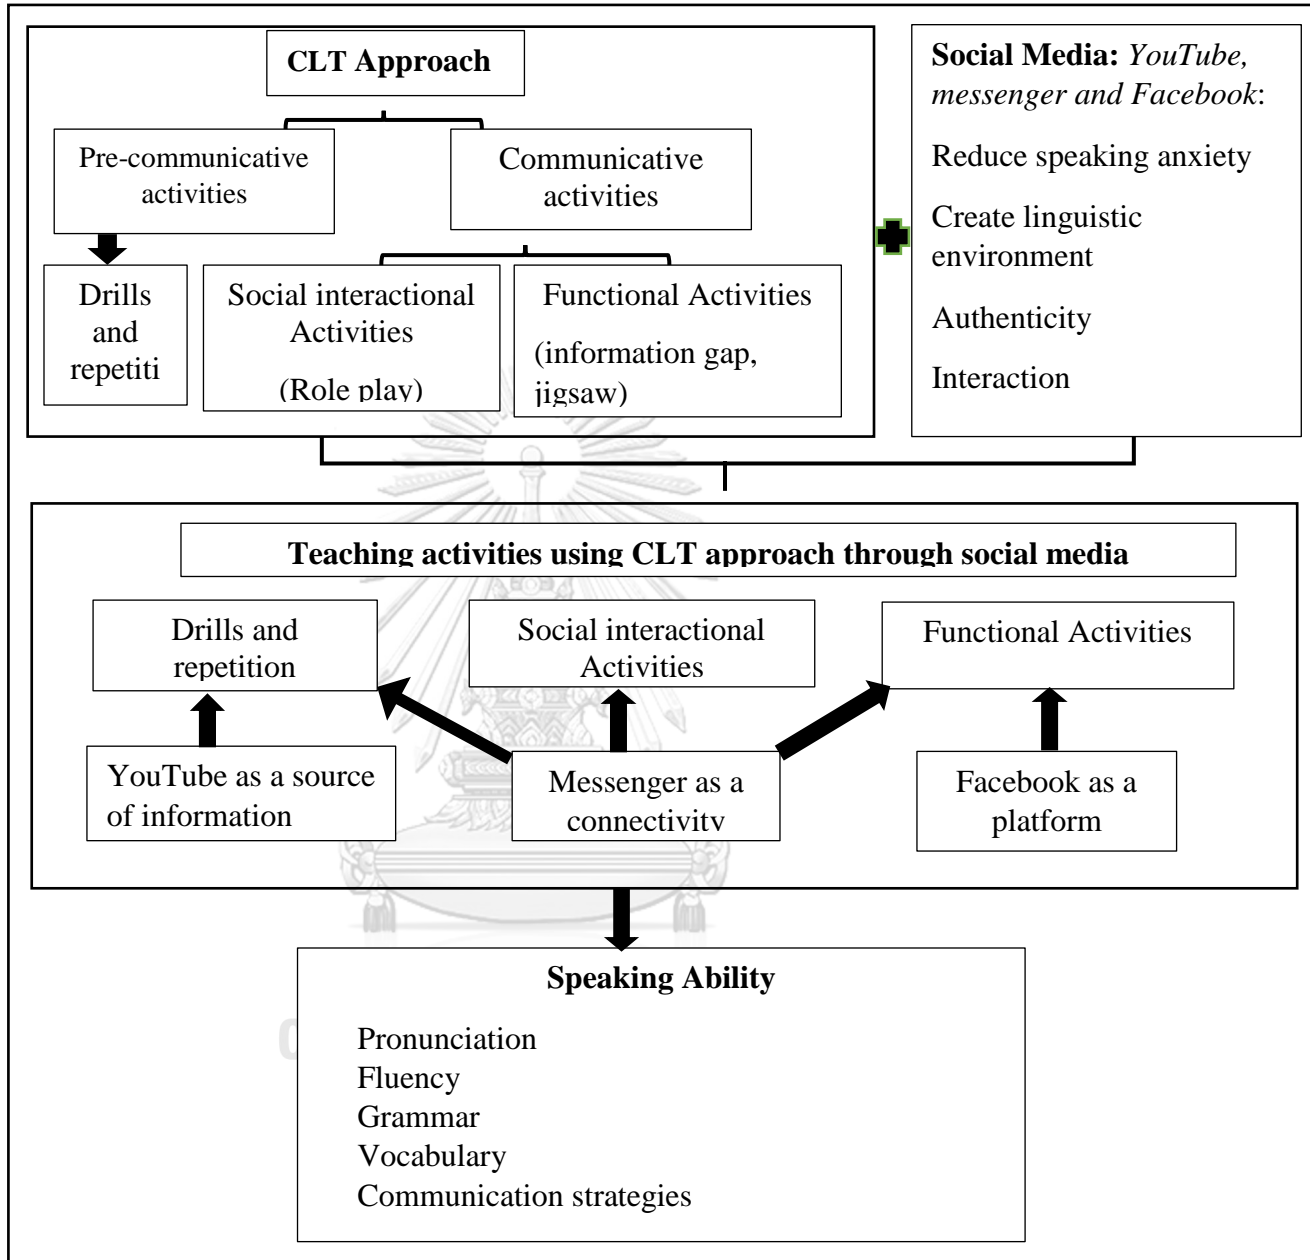 CLT Approach
Pre-communicative
activities
Communicative
activities
Drills
and
repetiti
Social interactional
Activities
(Role play)
Functional Activities
(information gap,
jigsaw)
Social Media: YouTube,
messenger and Facebook:
Reduce speaking anxiety
Create linguistic
environment
Authenticity
Interaction
Teaching activities using CLT approach through social media
Drills and
repetition
Social interactional
Activities
Functional Activities
YouTube as a source
of information
Messenger as a
connectivity
Facebook as a
platform
Speaking Ability
Pronunciation
Fluency
Grammar
Vocabulary
Communication strategies